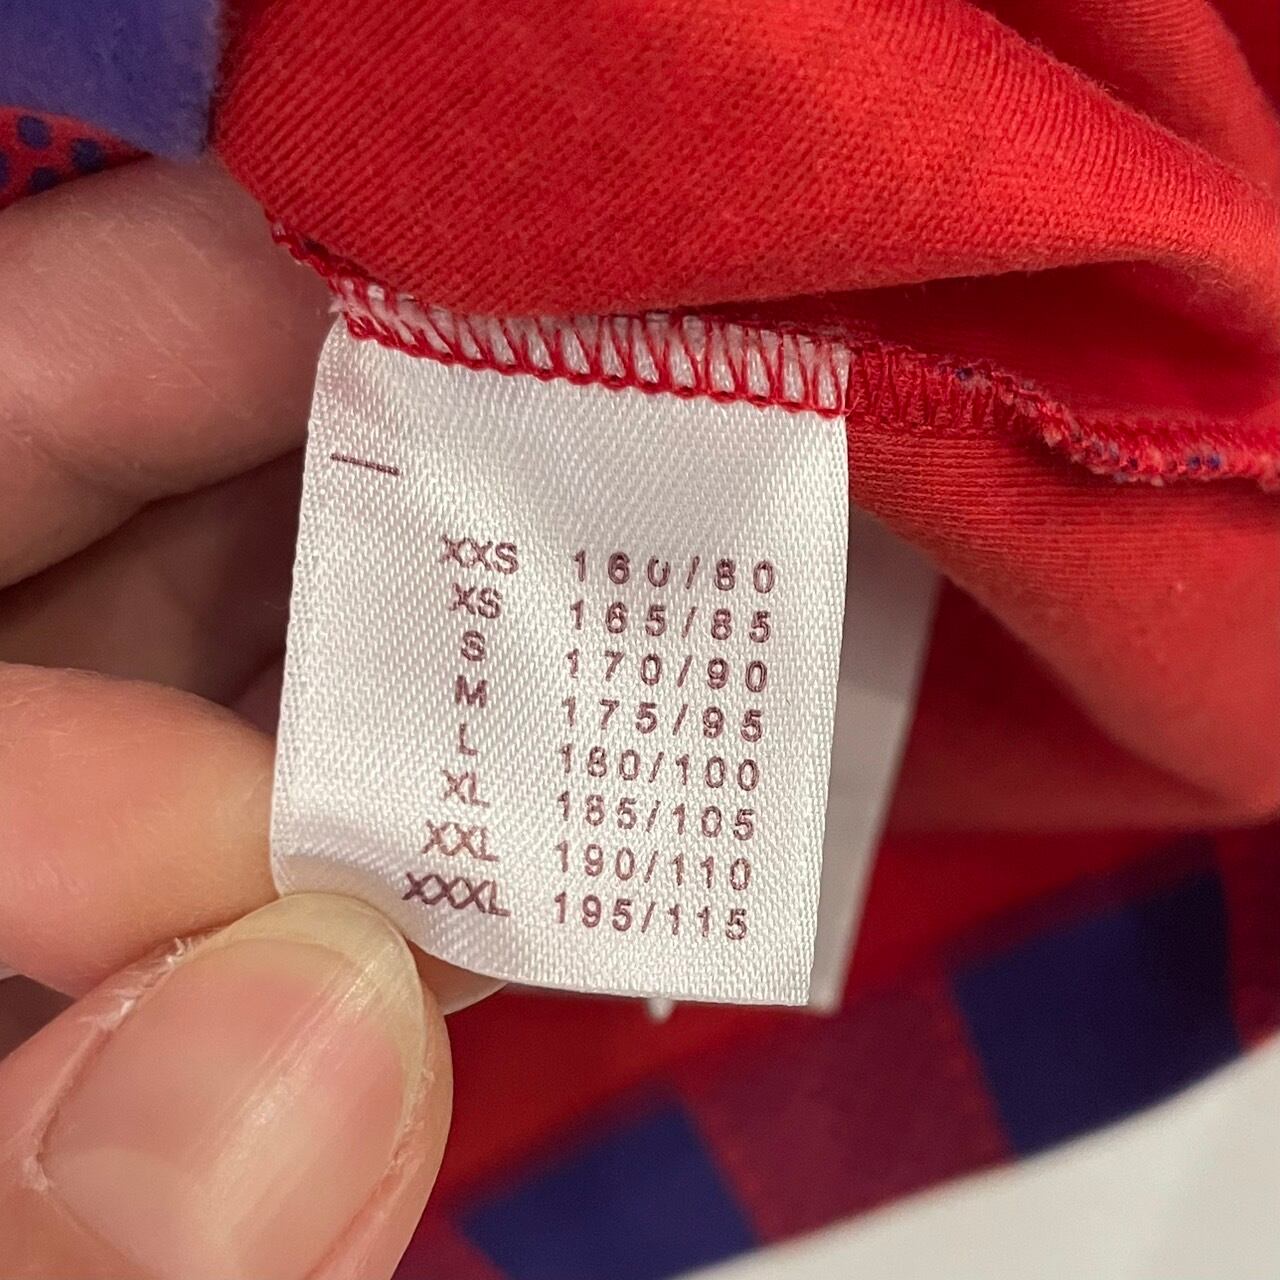 XXS 160/80
XS 165/85
S 170/90
M 175/95
L 180/100
XL 185/105
XXL 190/110
XXXL 195/115